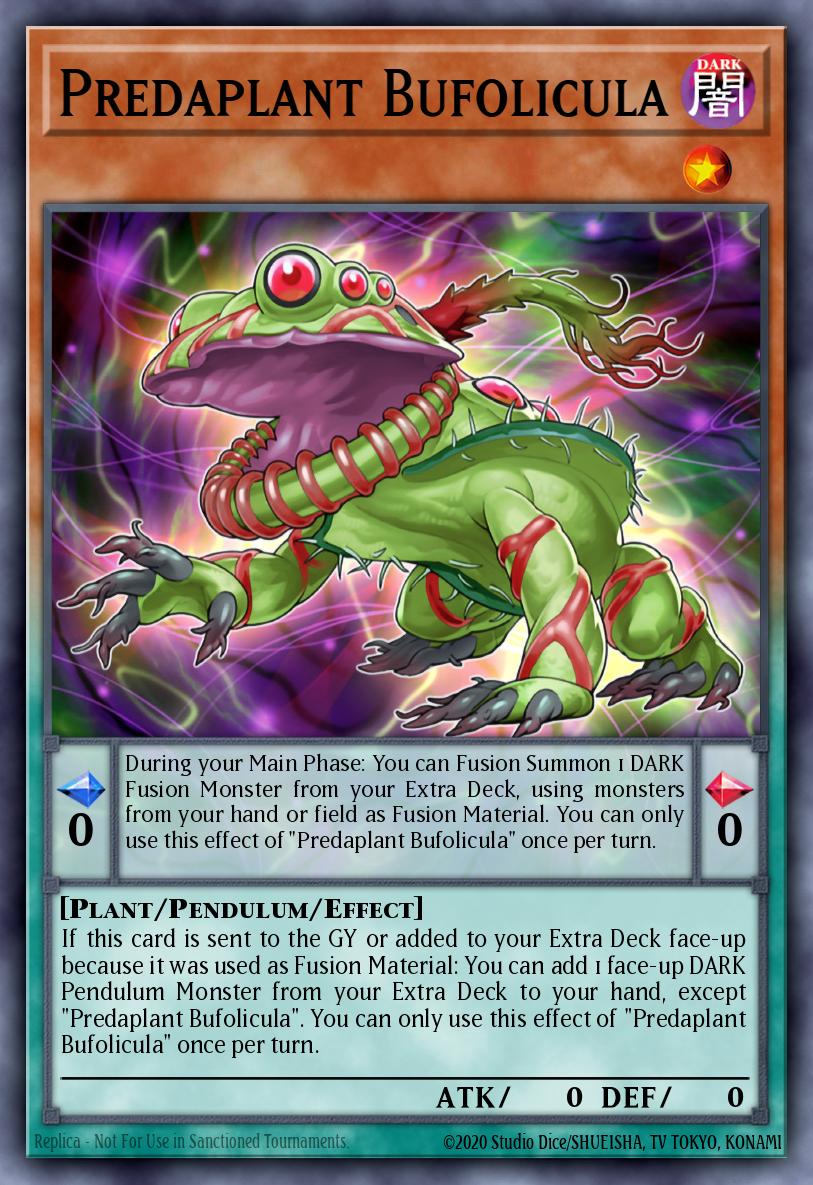 Predaplant Bufolicula
DARK
闇
During your Main Phase: You can Fusion Summon 1 DARK
Fusion Monster from your Extra Deck, using monsters
from your hand or field as Fusion Material. You can only
use this effect of "Predaplant Bufolicula" once per turn.
0
0
[Plant/Pendulum/Effect]
If this card is sent to the GY or added to your Extra Deck face-up
because it was used as Fusion Material: You can add 1 face-up DARK
Pendulum Monster from your Extra Deck to your hand, except
"Predaplant Bufolicula". You can only use this effect of "Predaplant
Bufolicula" once per turn.
ATK/ 0 DEF/ 0
Replica - Not For Use in Sanctioned Tournaments.
©2020 Studio Dice/SHUEISHA, TV TOKYO, KONAMI